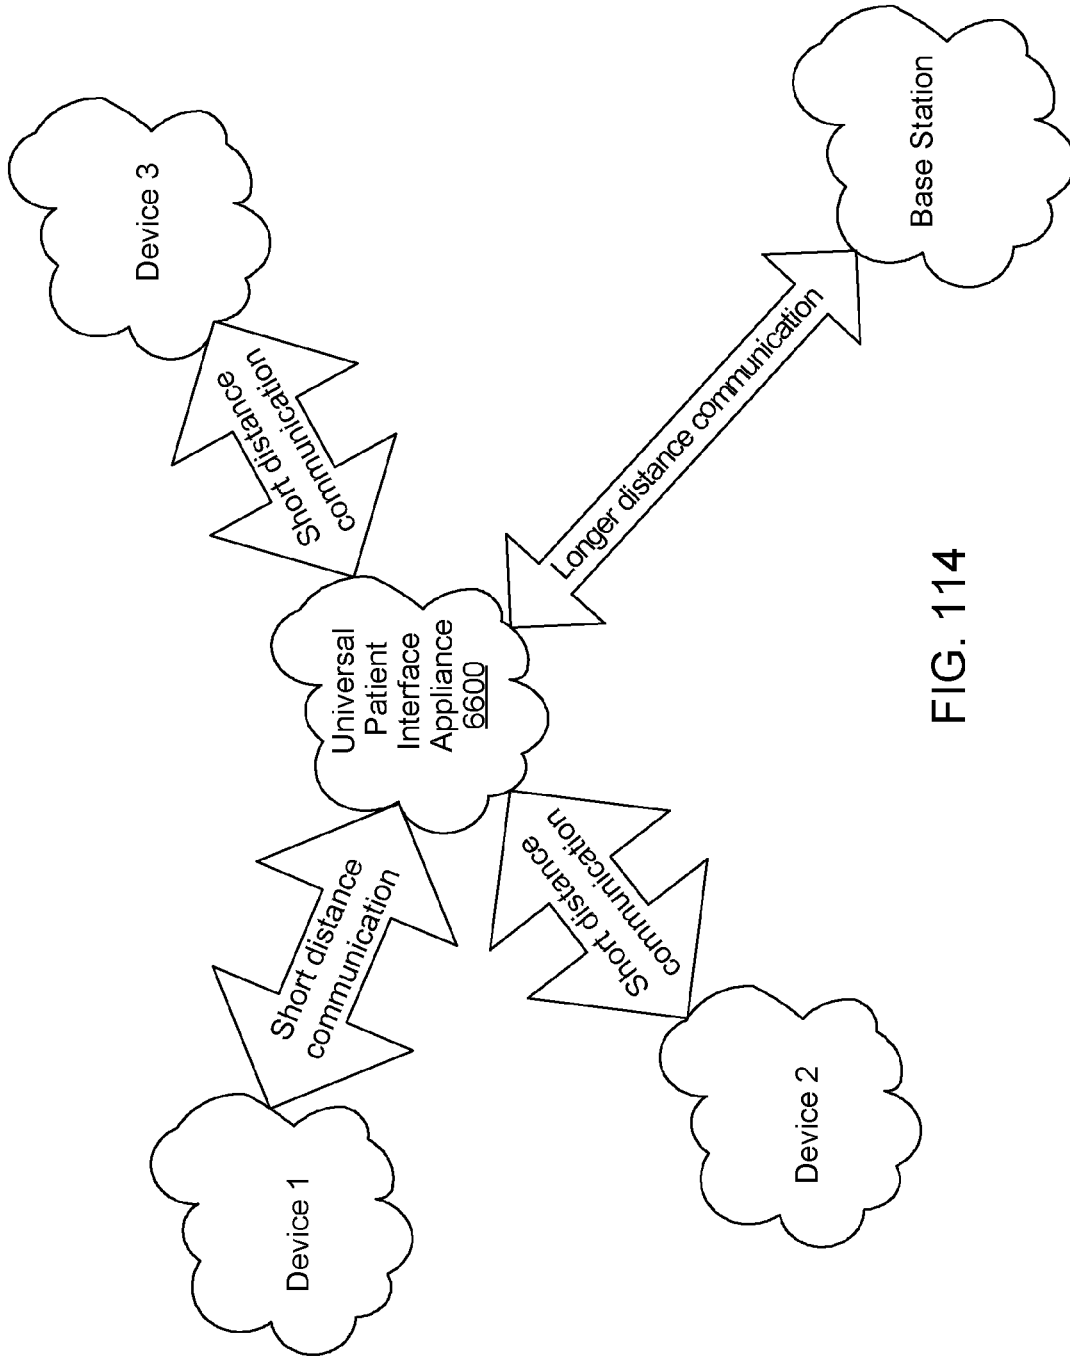 Device 1
Short distance
communication
Device 2
Short distance
communication
Universal
Patient
Interface
Appliance
6600
Short distance
communication
Device 3
Longer distance communication
Base Station
FIG. 114